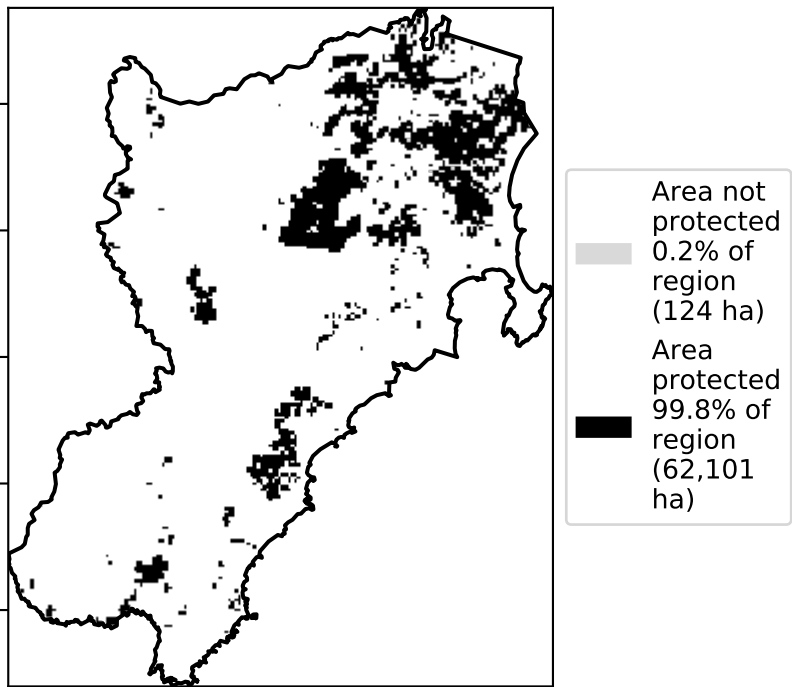 Area not
protected
0.2% of
region
(124 ha)
Area
protected
99.8% of
region
(62,101
ha)